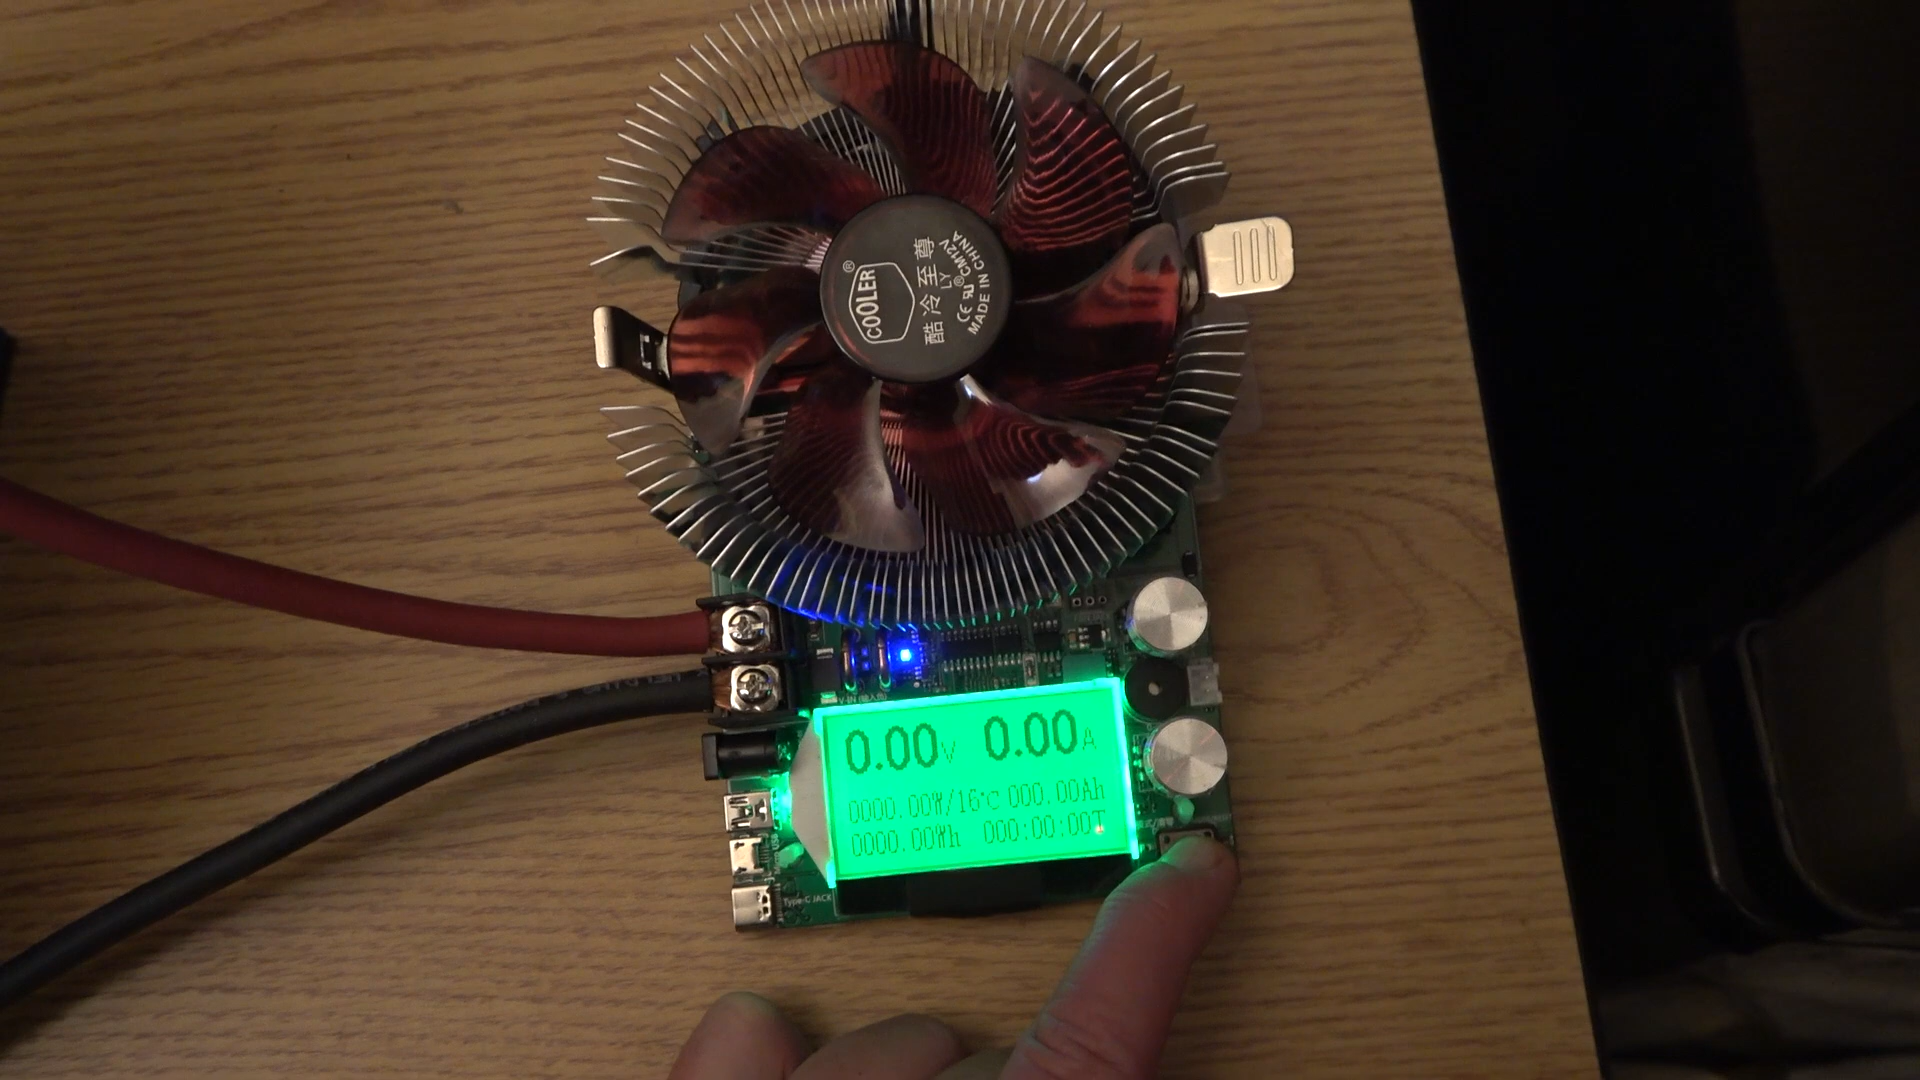 COOLER
®
酷冷至尊
LY
CE ®CM12V
MADE IN CHINA
0.00V 0.00A
0000.00W/16℃ 000.00Ah
0000.00Wh 000:00:00T
Type-C JACK